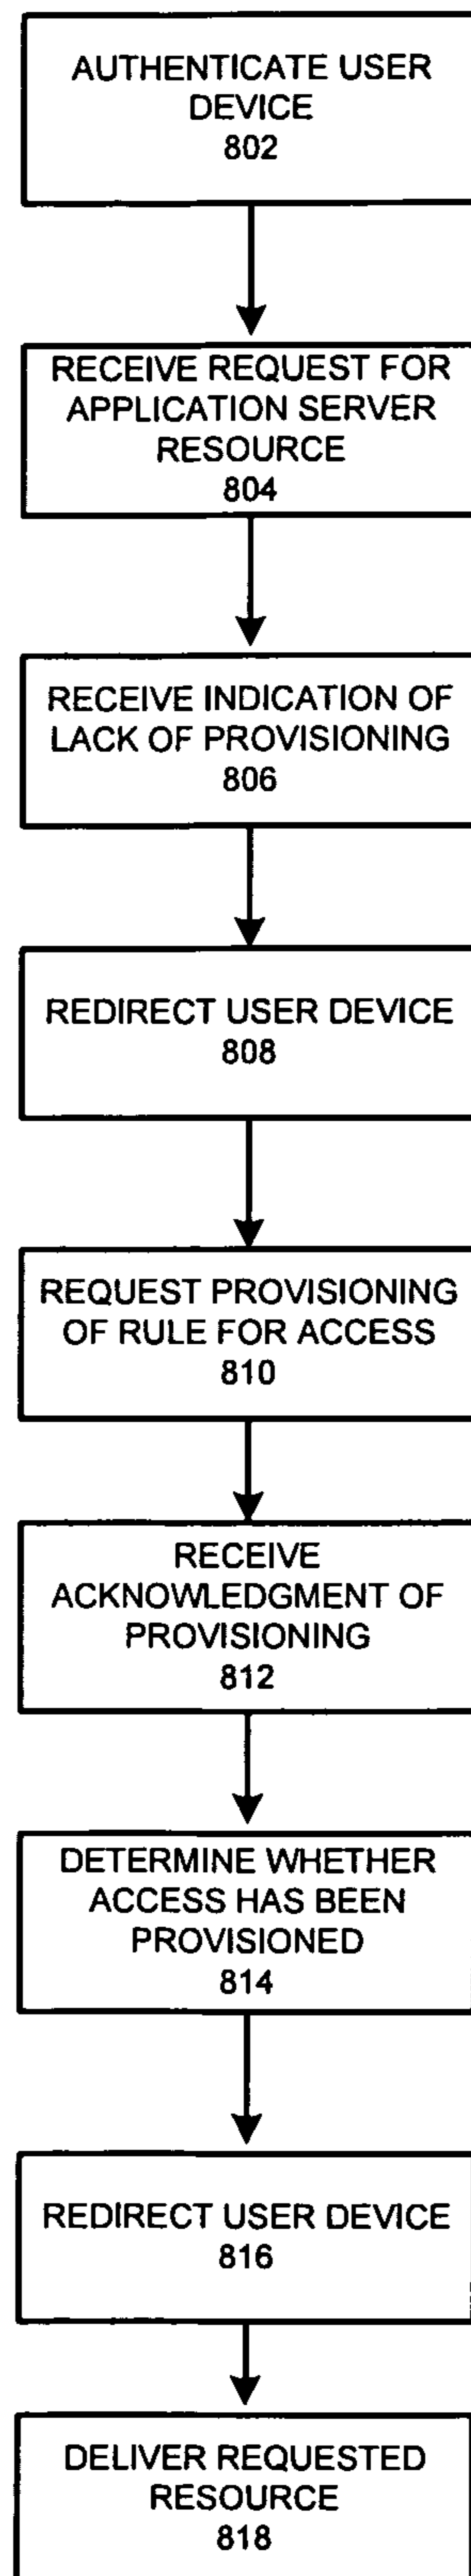 AUTHENTICATE USER
DEVICE
802
RECEIVE REQUEST FOR
APPLICATION SERVER
RESOURCE
804
RECEIVE INDICATION OF
LACK OF PROVISIONING
806
REDIRECT USER DEVICE
808
REQUEST PROVISIONING
OF RULE FOR ACCESS
810
RECEIVE
ACKNOWLEDGMENT OF
PROVISIONING
812
DETERMINE WHETHER
ACCESS HAS BEEN
PROVISIONED
814
REDIRECT USER DEVICE
816
DELIVER REQUESTED
RESOURCE
818